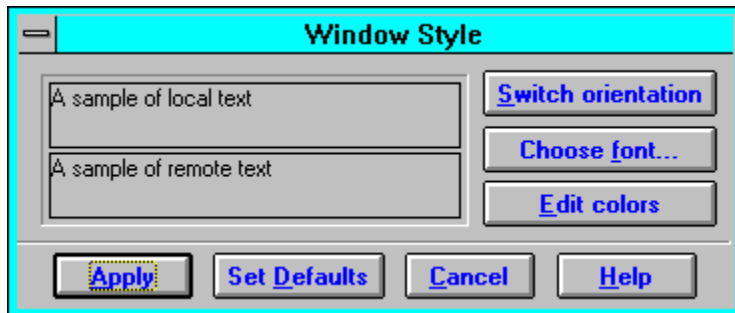 Window Style
A sample of local text
A sample of remote text
Switch orientation
Choose font...
Edit colors
Apply
Set Defaults
Cancel
Help